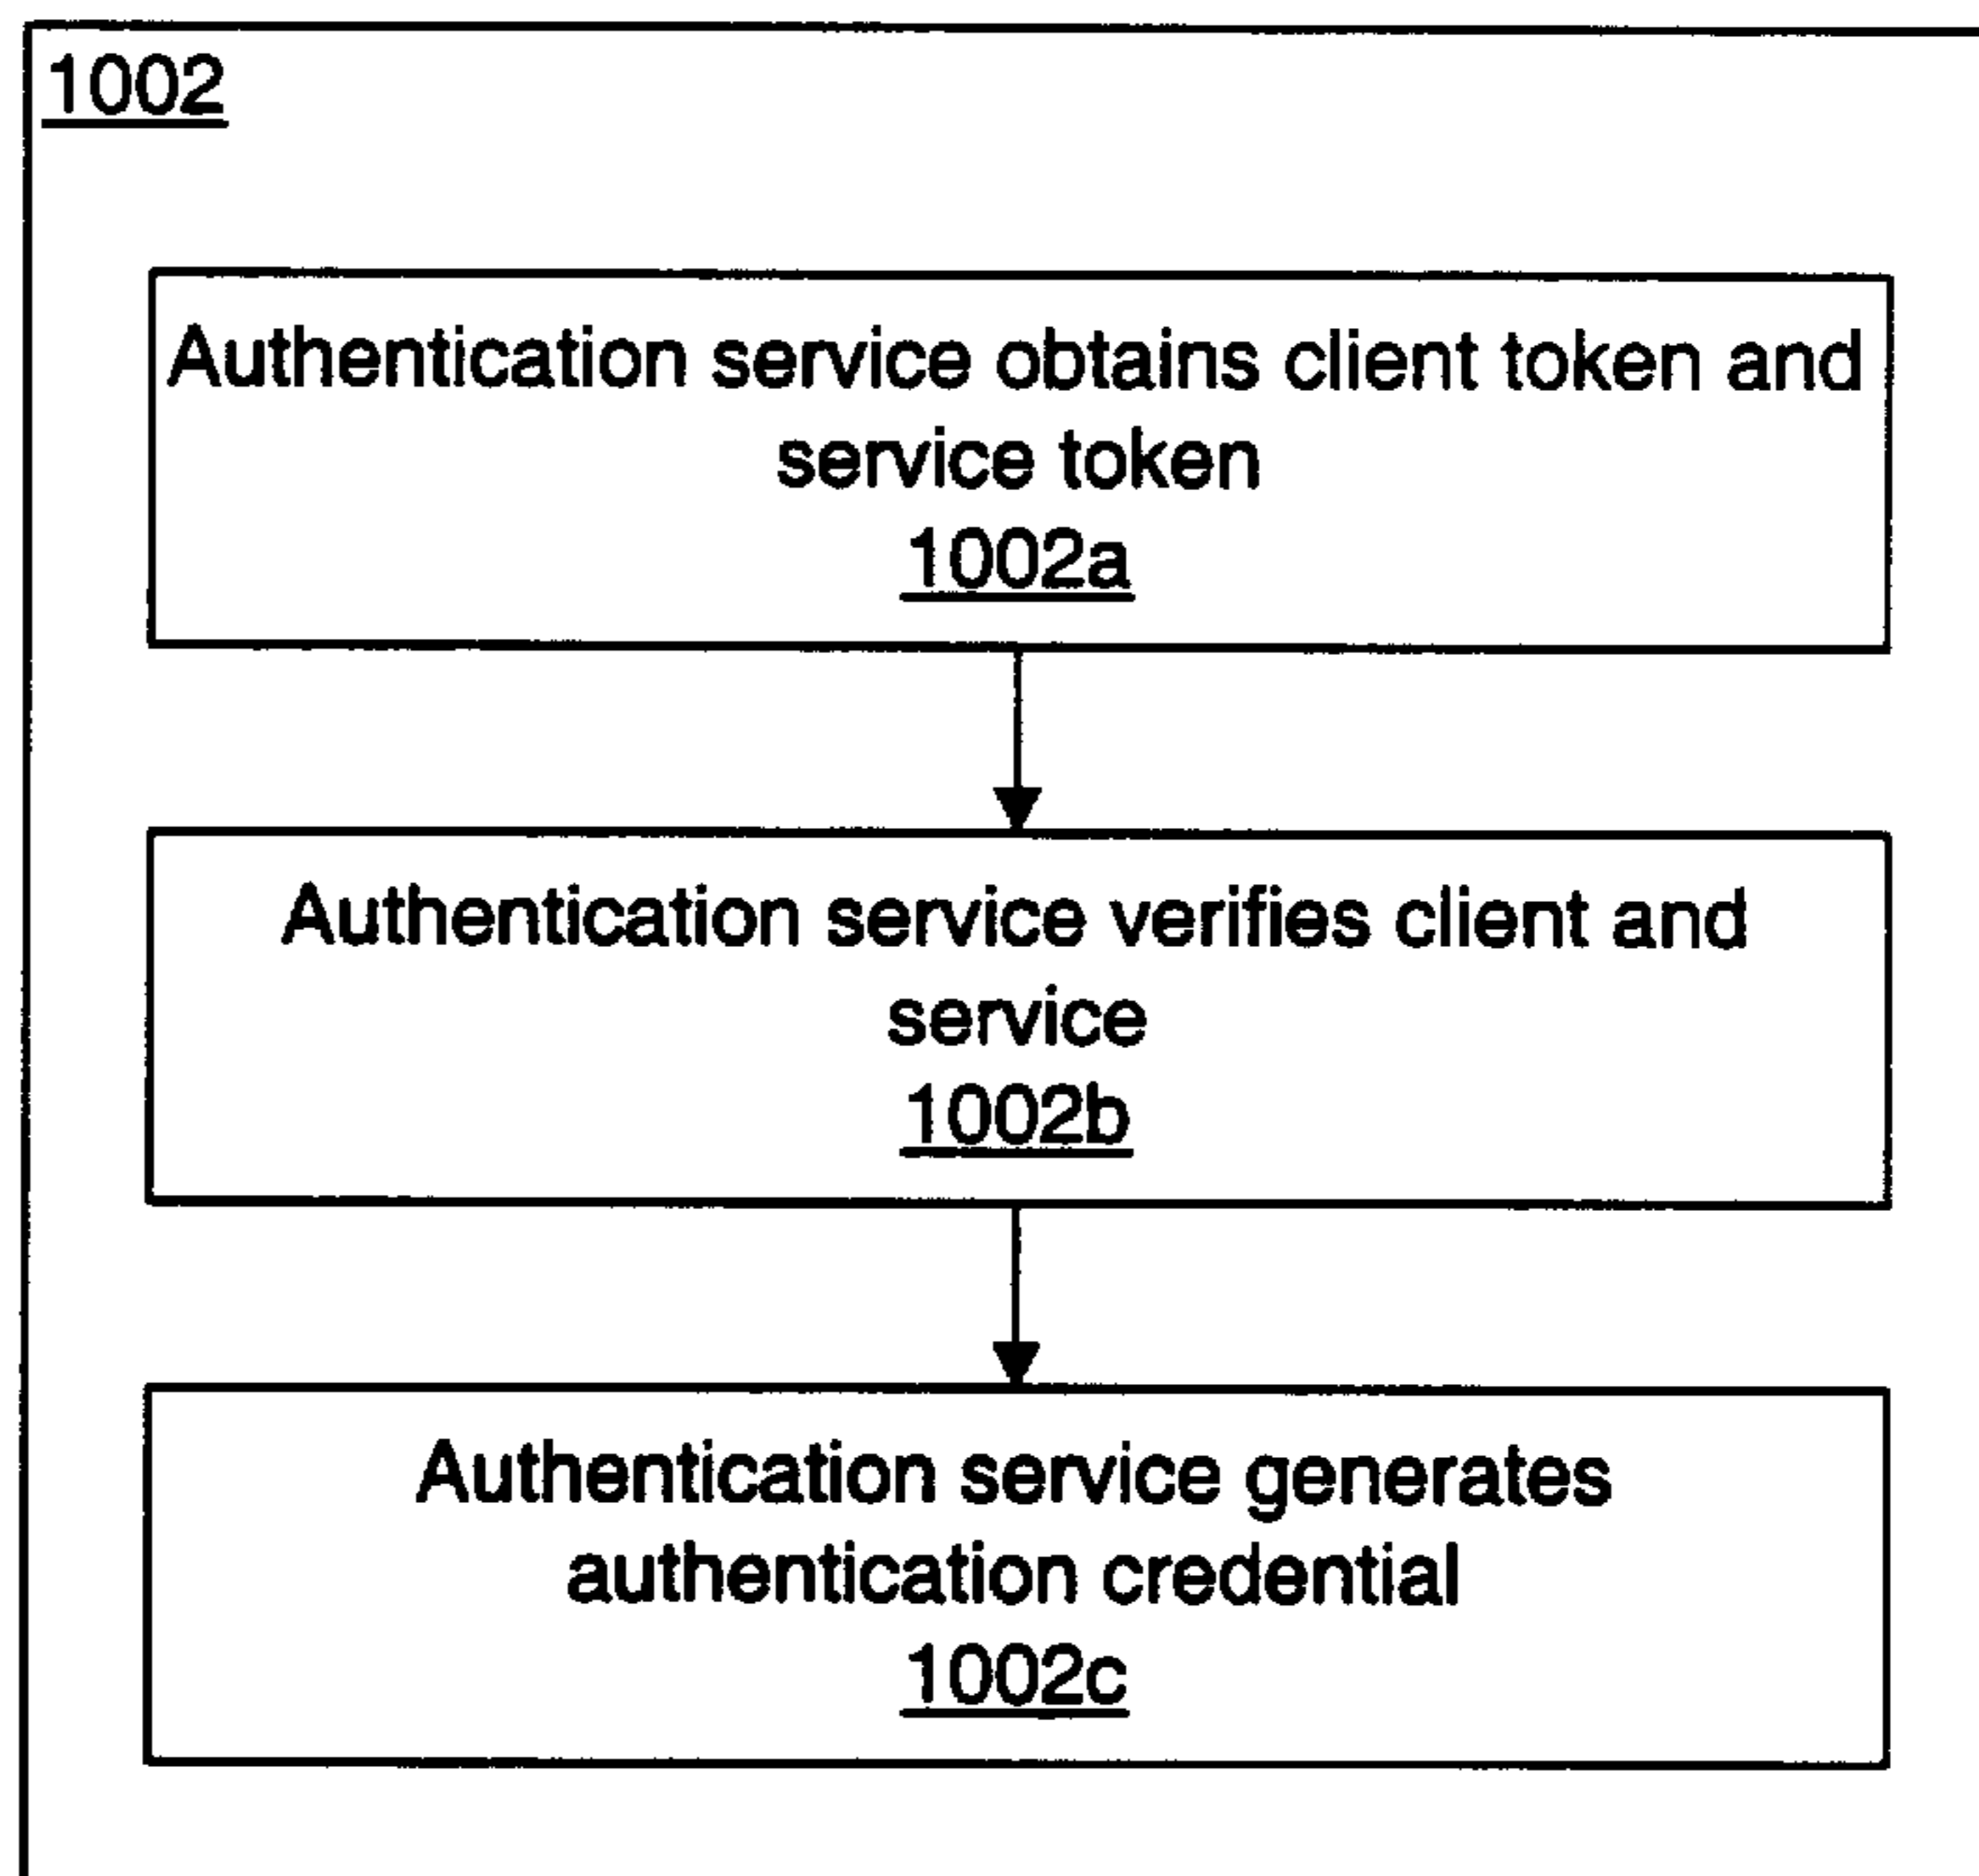 1002
Authentication service obtains client token and
service token
1002a
Authentication service verifies client and
service
1002b
Authentication service generates
authentication credential
1002c